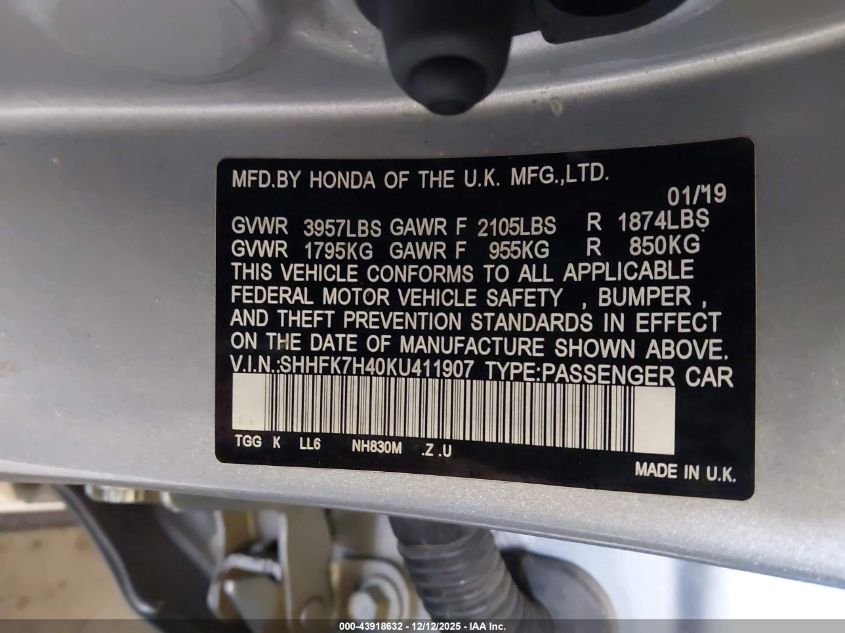 MFD.BY HONDA OF THE U.K. MFG.,LTD.
01/19
GVWR 3957LBS GAWR F 2105LBS R 1874LBS
GVWR 1795KG GAWR F 955KG R 850KG
THIS VEHICLE CONFORMS TO ALL APPLICABLE
FEDERAL MOTOR VEHICLE SAFETY , BUMPER ,
AND THEFT PREVENTION STANDARDS IN EFFECT
ON THE DATE OF MANUFACTURE SHOWN ABOVE.
V.I.N.:SHHFK7H40KU411907 TYPE:PASSENGER CAR
TGG K LL6 NH830M .Z .U
MADE IN U.K.
000-43918632 - 12/12/2025 - IAA Inc.